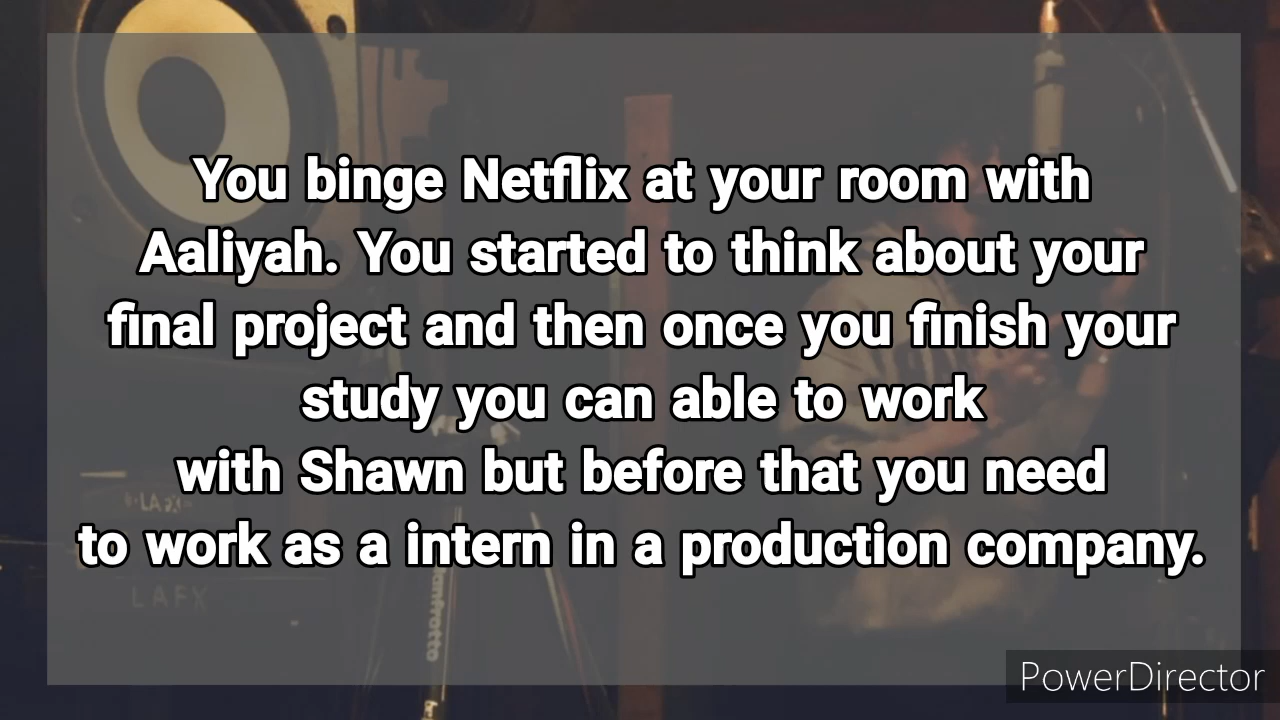 You binge Netflix at your room with
Aaliyah. You started to think about your
final project and then once you finish your
study you can able to work
with Shawn but before that you need
to work as a intern in a production company.
LAFX
manfrotto
PowerDirector